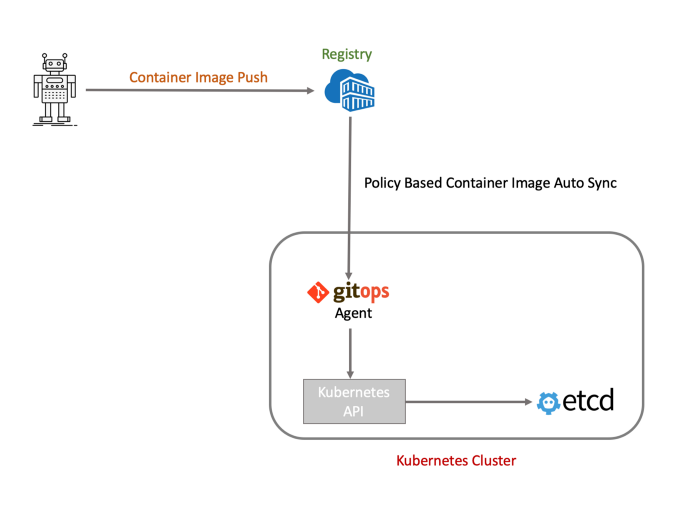 Registry
Container Image Push
Policy Based Container Image Auto Sync
gitops
Agent
Kubernetes
API
etcd
Kubernetes Cluster